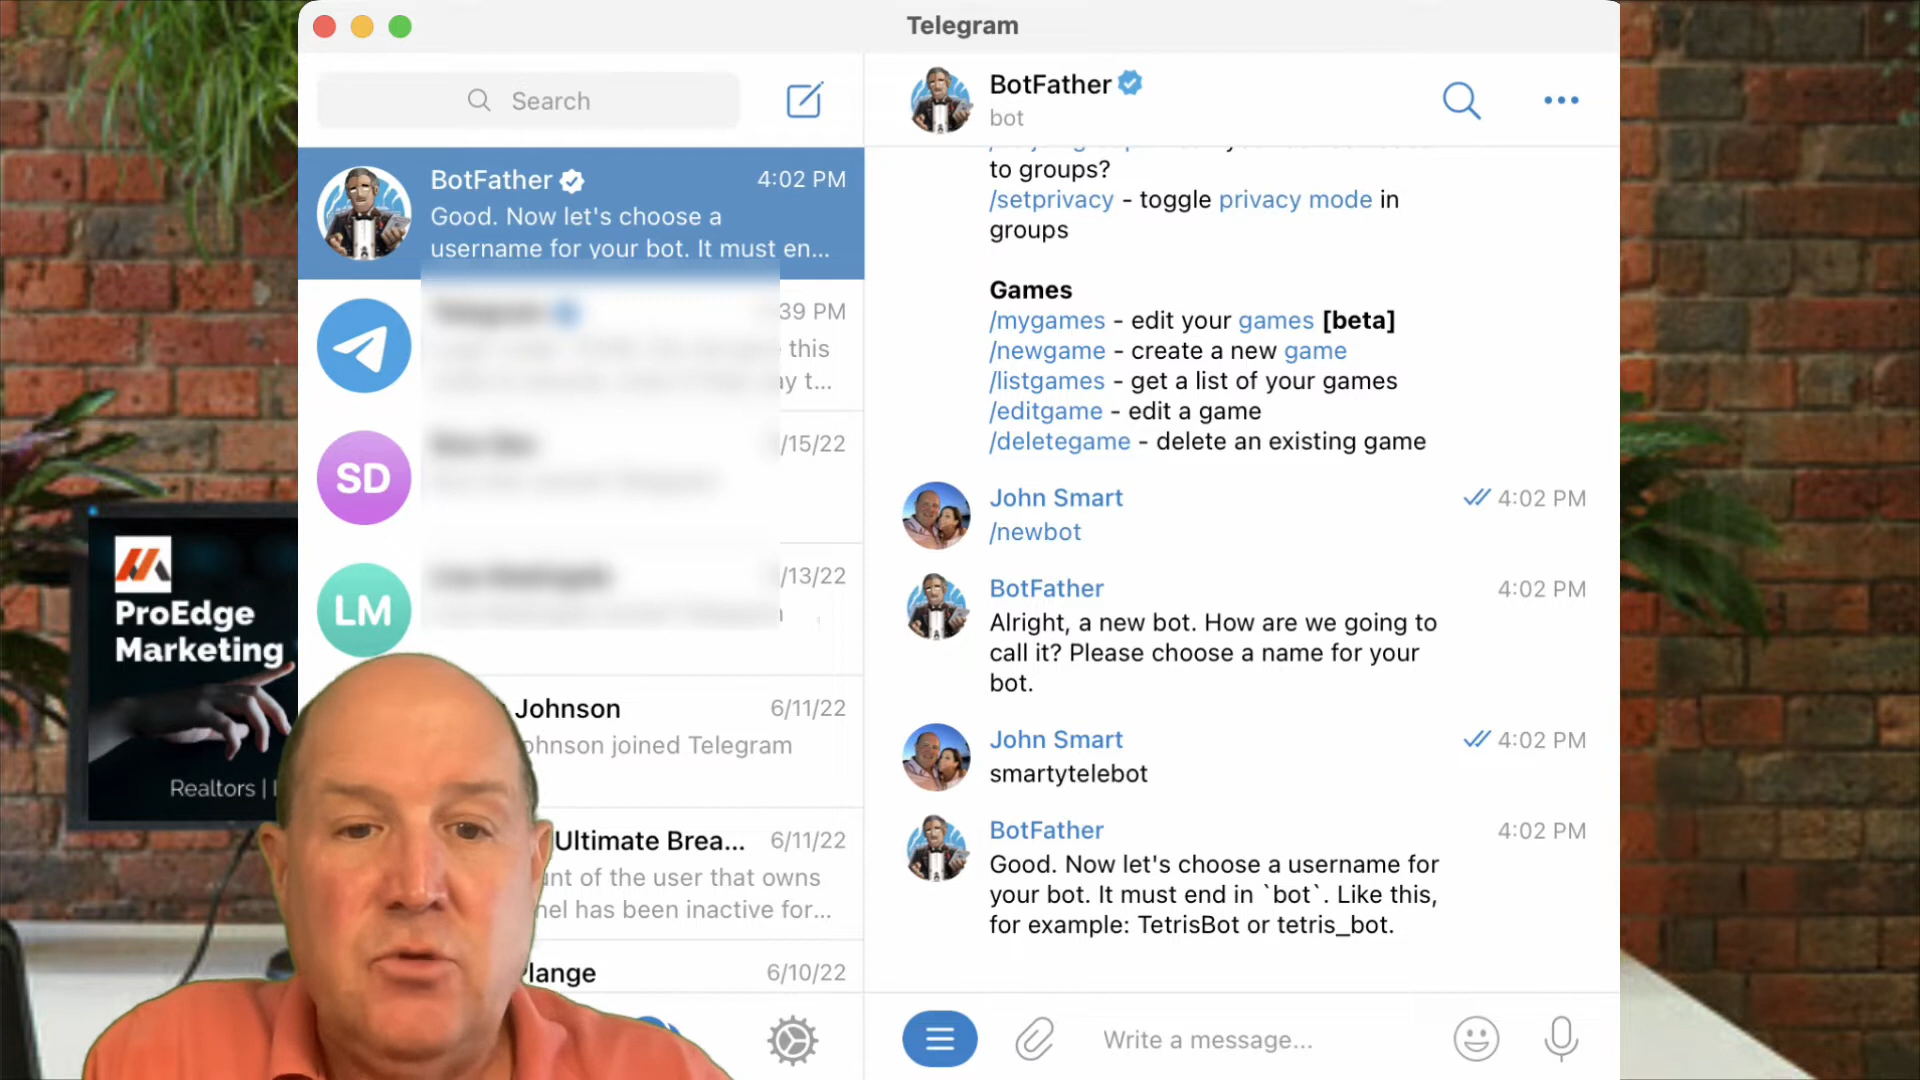 Telegram
Search
BotFather
4:02 PM
Good. Now let's choose a
username for your bot. It must en...
39 PM
this
ay t...
SD
/15/22
LM
/13/22
Johnson
6/11/22
ohnson joined Telegram
Ultimate Brea...
6/11/22
unt of the user that owns
nel has been inactive for...
Plange
6/10/22
BotFather
bot
to groups?
/setprivacy - toggle privacy mode in
groups
Games
/mygames - edit your games [beta]
/newgame - create a new game
/listgames - get a list of your games
/editgame - edit a game
/deletegame - delete an existing game
John Smart
4:02 PM
/newbot
BotFather
4:02 PM
Alright, a new bot. How are we going to
call it? Please choose a name for your
bot.
John Smart
4:02 PM
smartytelebot
BotFather
4:02 PM
Good. Now let's choose a username for
your bot. It must end in `bot`. Like this,
for example: TetrisBot or tetris_bot.
Write a message...
ProEdge
Marketing
Realtors |